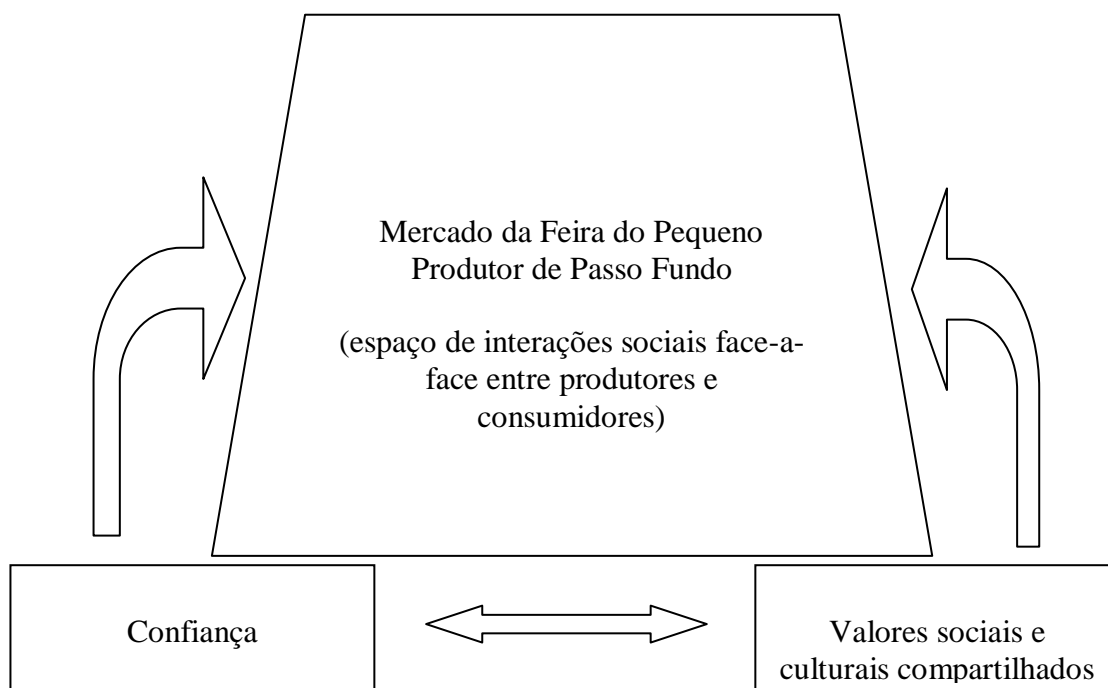 Mercado da Feira do Pequeno
Produtor de Passo Fundo
(espaço de interações sociais face-a-
face entre produtores e
consumidores)
Confiança
Valores sociais e
culturais compartilhados